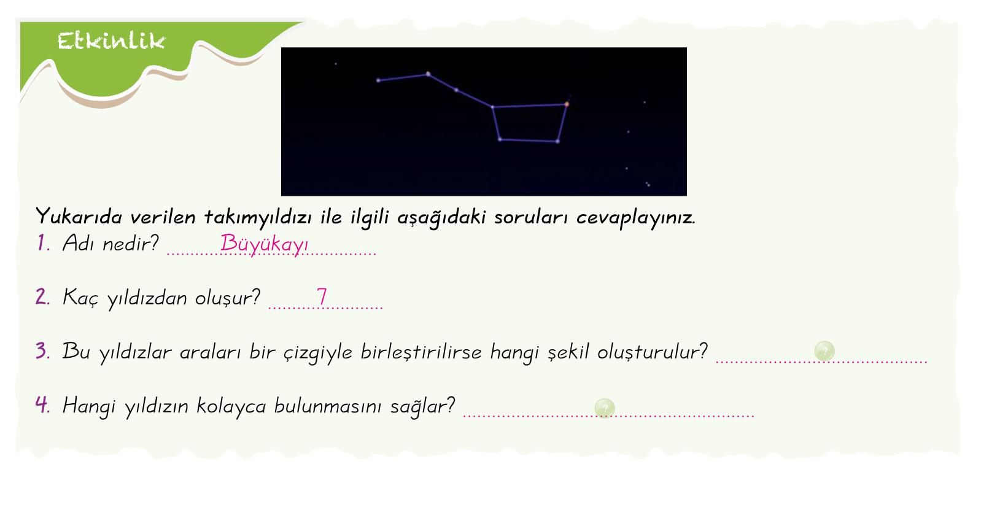 Etkinlik
Yukarıda verilen takımyıldızı ile ilgili aşağıdaki soruları cevaplayınız.
1. Adı nedir? Büyükayı
2. Kaç yıldızdan oluşur? 7
3. Bu yıldızlar araları bir çizgiyle birleştirilirse hangi şekil oluşturulur? ?
4. Hangi yıldızın kolayca bulunmasını sağlar? ?